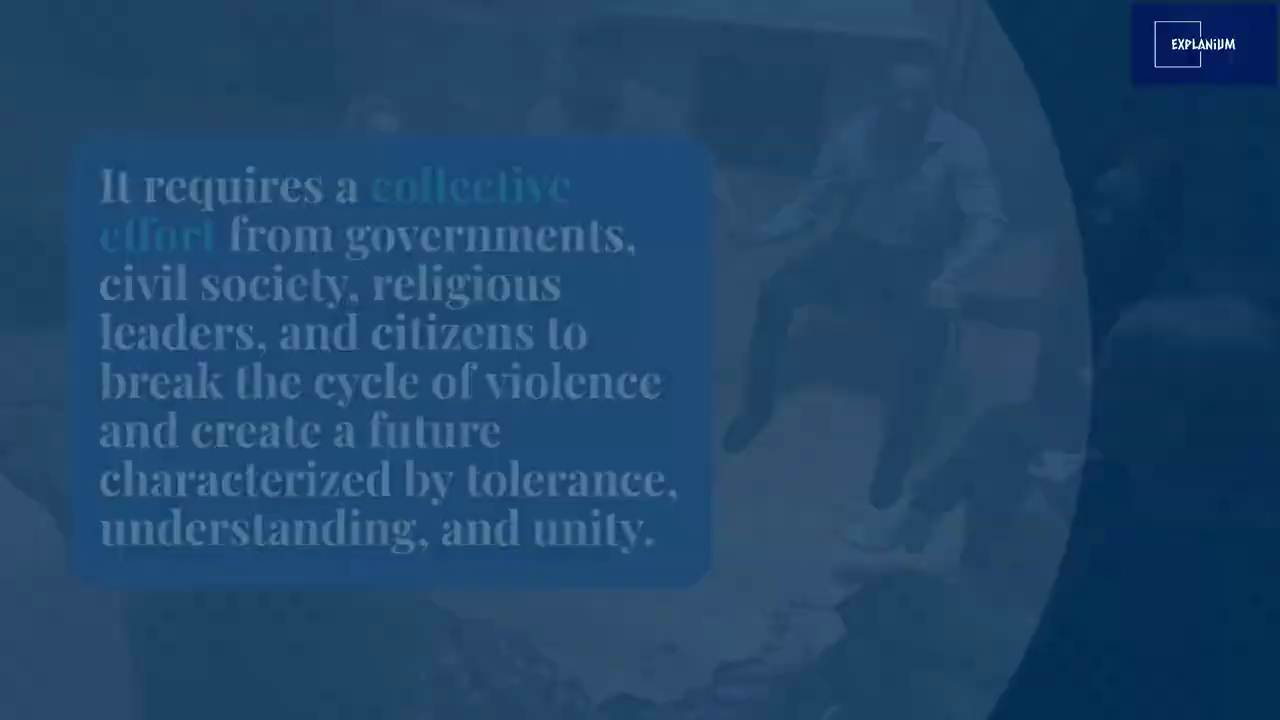 EXPLANiUM
It requires a collective
effort from governments,
civil society, religious
leaders, and citizens to
break the cycle of violence
and create a future
characterized by tolerance,
understanding, and unity.